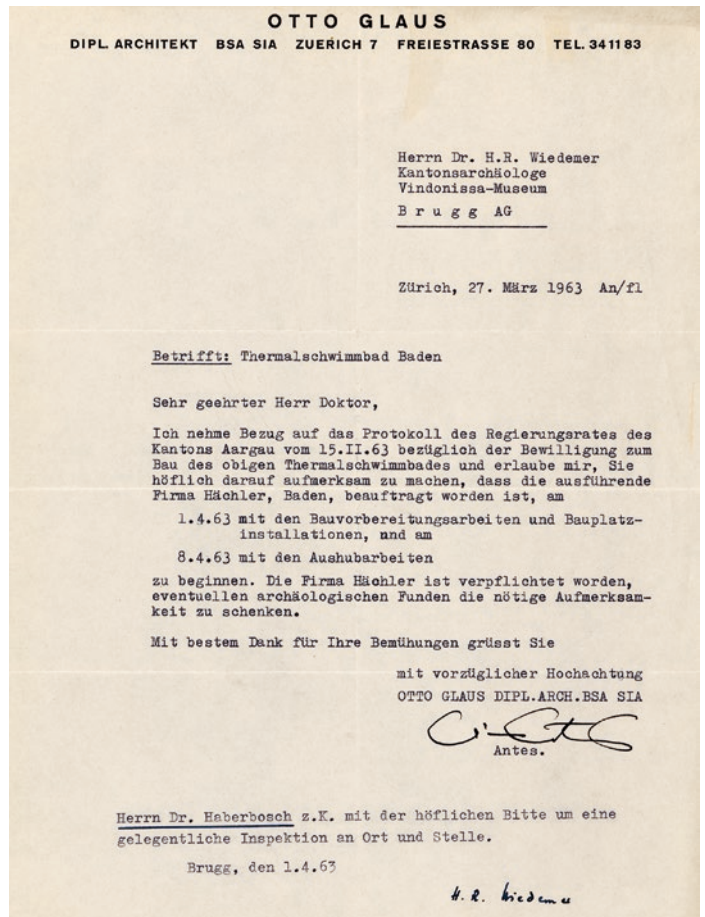 OTTO GLAUS
DIPL. ARCHITEKT BSA SIA ZUERICH 7 FREIESTRASSE 80 TEL. 34 11 83
Herrn Dr. H.R. Wiedemer
Kantonsarchäologe
Vindonissa-Museum
B r u g g AG
Zürich, 27. März 1963 An/fl
Betrifft: Thermalschwimmbad Baden
Sehr geehrter Herr Doktor,
Ich nehme Bezug auf das Protokoll des Regierungsrates des
Kantons Aargau vom 15.II.63 bezüglich der Bewilligung zum
Bau des obigen Thermalschwimmbades und erlaube mir, Sie
höflich darauf aufmerksam zu machen, dass die ausführende
Firma Hächler, Baden, beauftragt worden ist, am
1.4.63 mit den Bauvorbereitungsarbeiten und Bauplatz-
installationen, und am
8.4.63 mit den Aushubarbeiten
zu beginnen. Die Firma Hächler ist verpflichtet worden,
eventuellen archäologischen Funden die nötige Aufmerksam-
keit zu schenken.
Mit bestem Dank für Ihre Bemühungen grüsst Sie
mit vorzüglicher Hochachtung
OTTO GLAUS DIPL.ARCH.BSA SIA
Antes.
Herrn Dr. Haberbosch z.K. mit der höflichen Bitte um eine
gelegentliche Inspektion an Ort und Stelle.
Brugg, den 1.4.63
H. R. Wiedemer